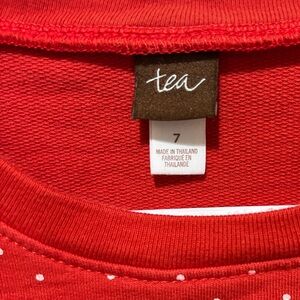 tea
7
MADE IN THAILAND
FABRIQUÉ EN
THAÏLANDE